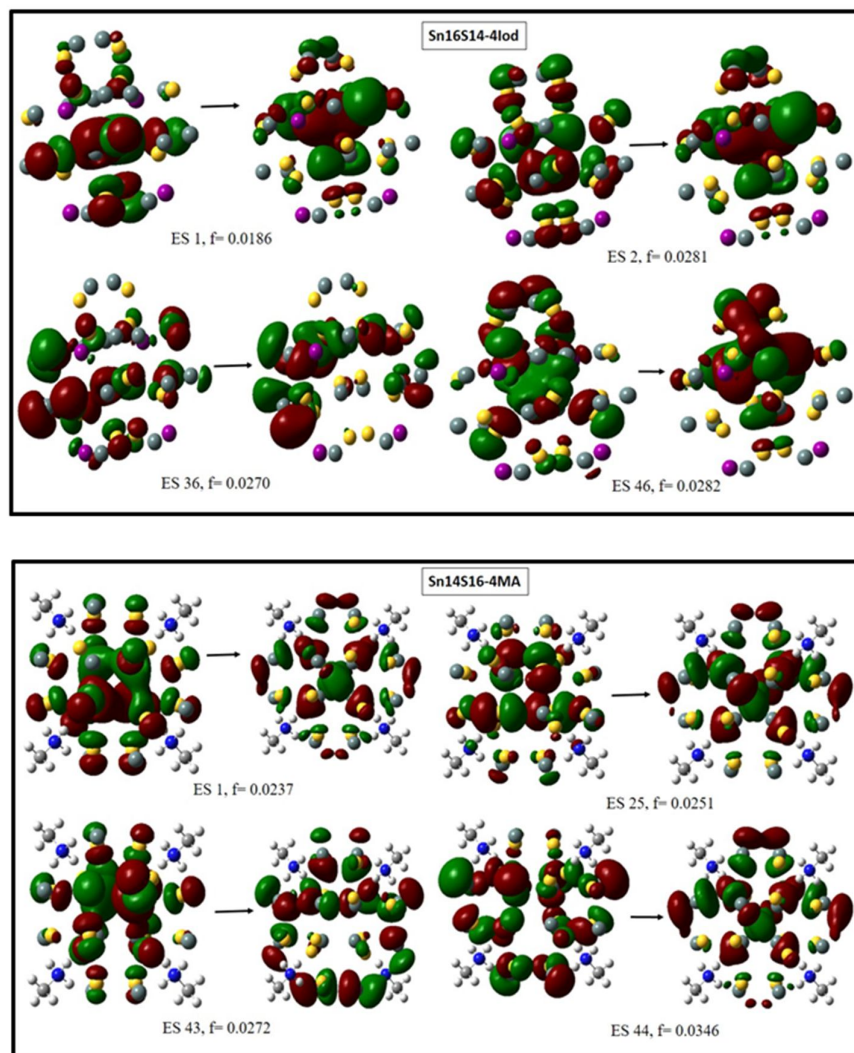 Sn16S14-4Iod
ES 1, f= 0.0186
ES 2, f= 0.0281
ES 36, f= 0.0270
ES 46, f= 0.0282
Sn14S16-4MA
ES 1, f= 0.0237
ES 25, f= 0.0251
ES 43, f= 0.0272
ES 44, f= 0.0346